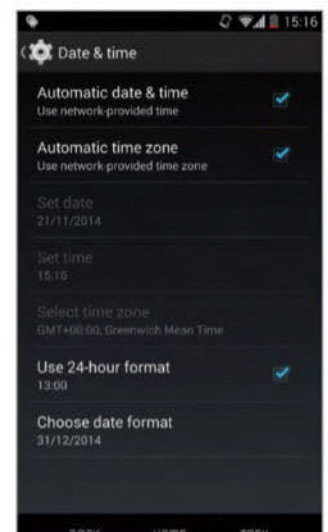 15:16
Date & time
Automatic date & time
Use network-provided time
Automatic time zone
Use network-provided time zone
Set date
21/11/2014
Set time
15:16
Select time zone
GMT+00:00, Greenwich Mean Time
Use 24-hour format
13:00
Choose date format
31/12/2014